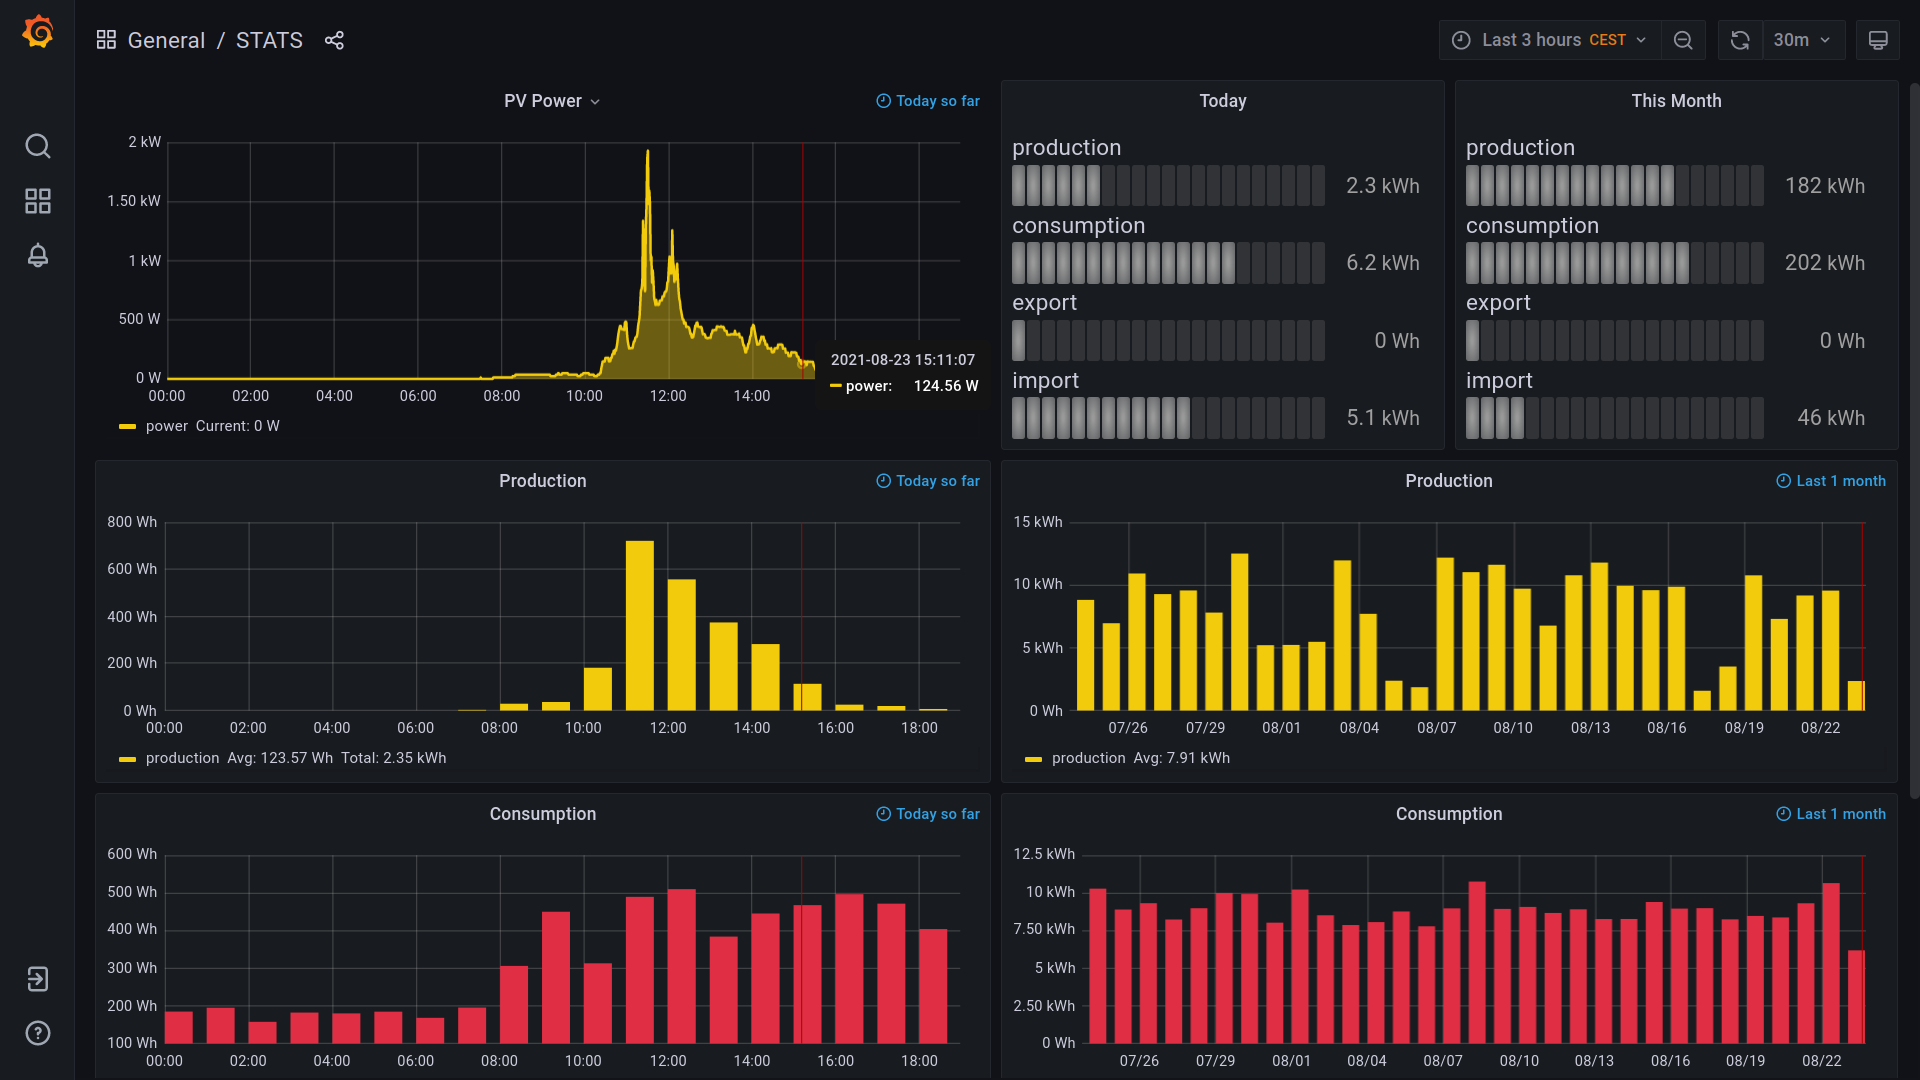 General / STATS
Last 3 hours CEST
30m
PV Power
Today so far
2 kW
1.50 kW
1 kW
500 W
0 W
00:00 02:00 04:00 06:00 08:00 10:00 12:00 14:00
2021-08-23 15:11:07
power: 124.56 W
power Current: 0 W
Today
production
2.3 kWh
consumption
6.2 kWh
export
0 Wh
import
5.1 kWh
This Month
production
182 kWh
consumption
202 kWh
export
0 Wh
import
46 kWh
Production
Today so far
800 Wh
600 Wh
400 Wh
200 Wh
0 Wh
00:00 02:00 04:00 06:00 08:00 10:00 12:00 14:00 16:00 18:00
production Avg: 123.57 Wh Total: 2.35 kWh
Production
Last 1 month
15 kWh
10 kWh
5 kWh
0 Wh
07/26 07/29 08/01 08/04 08/07 08/10 08/13 08/16 08/19 08/22
production Avg: 7.91 kWh
Consumption
Today so far
600 Wh
500 Wh
400 Wh
300 Wh
200 Wh
100 Wh
00:00 02:00 04:00 06:00 08:00 10:00 12:00 14:00 16:00 18:00
Consumption
Last 1 month
12.5 kWh
10 kWh
7.50 kWh
5 kWh
2.50 kWh
0 Wh
07/26 07/29 08/01 08/04 08/07 08/10 08/13 08/16 08/19 08/22